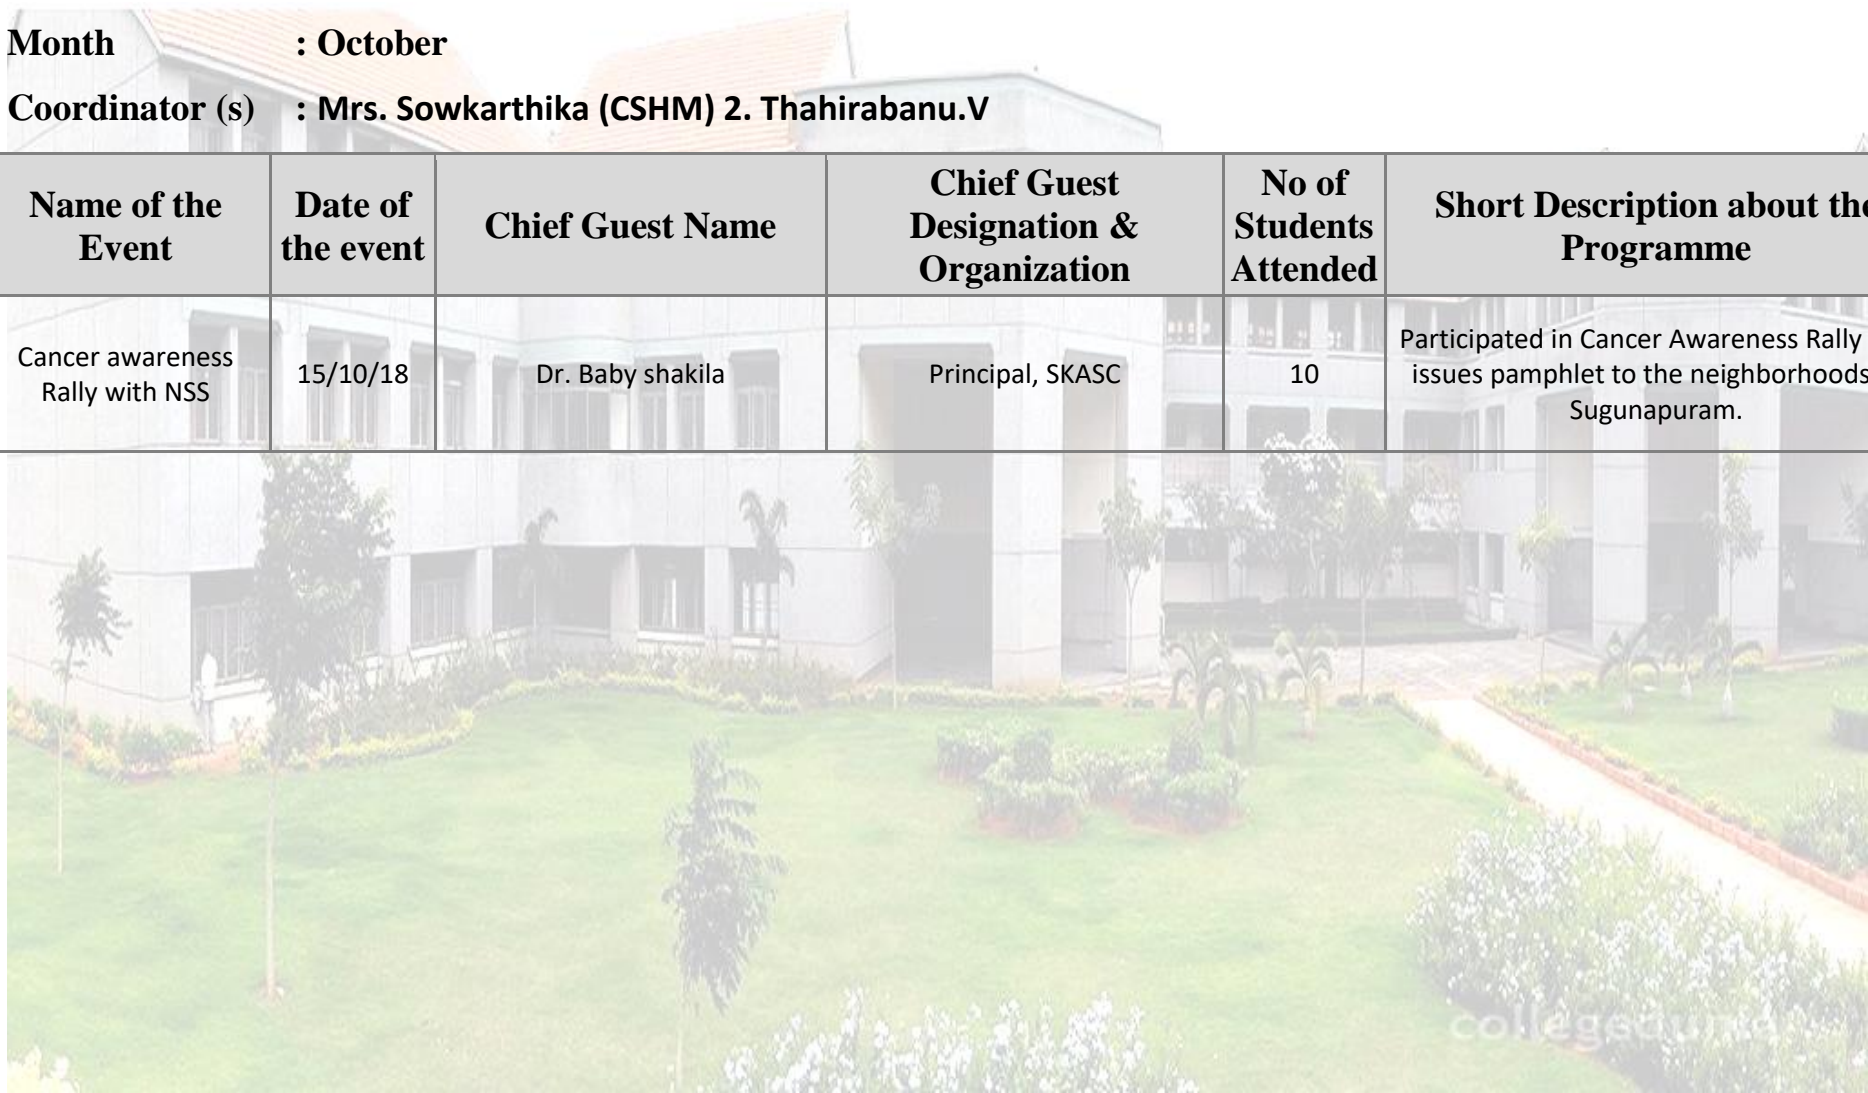 Month : October
Coordinator (s) : Mrs. Sowkarthika (CSHM) 2. Thahirabanu.V
Name of the
Event
Date of
the event
Chief Guest Name
Chief Guest
Designation &
Organization
No of
Students
Attended
Short Description about the
Programme
Cancer awareness
Rally with NSS
15/10/18
Dr. Baby shakila
Principal, SKASC
10
Participated in Cancer Awareness Rally
issues pamphlet to the neighborhoods
Sugunapuram.